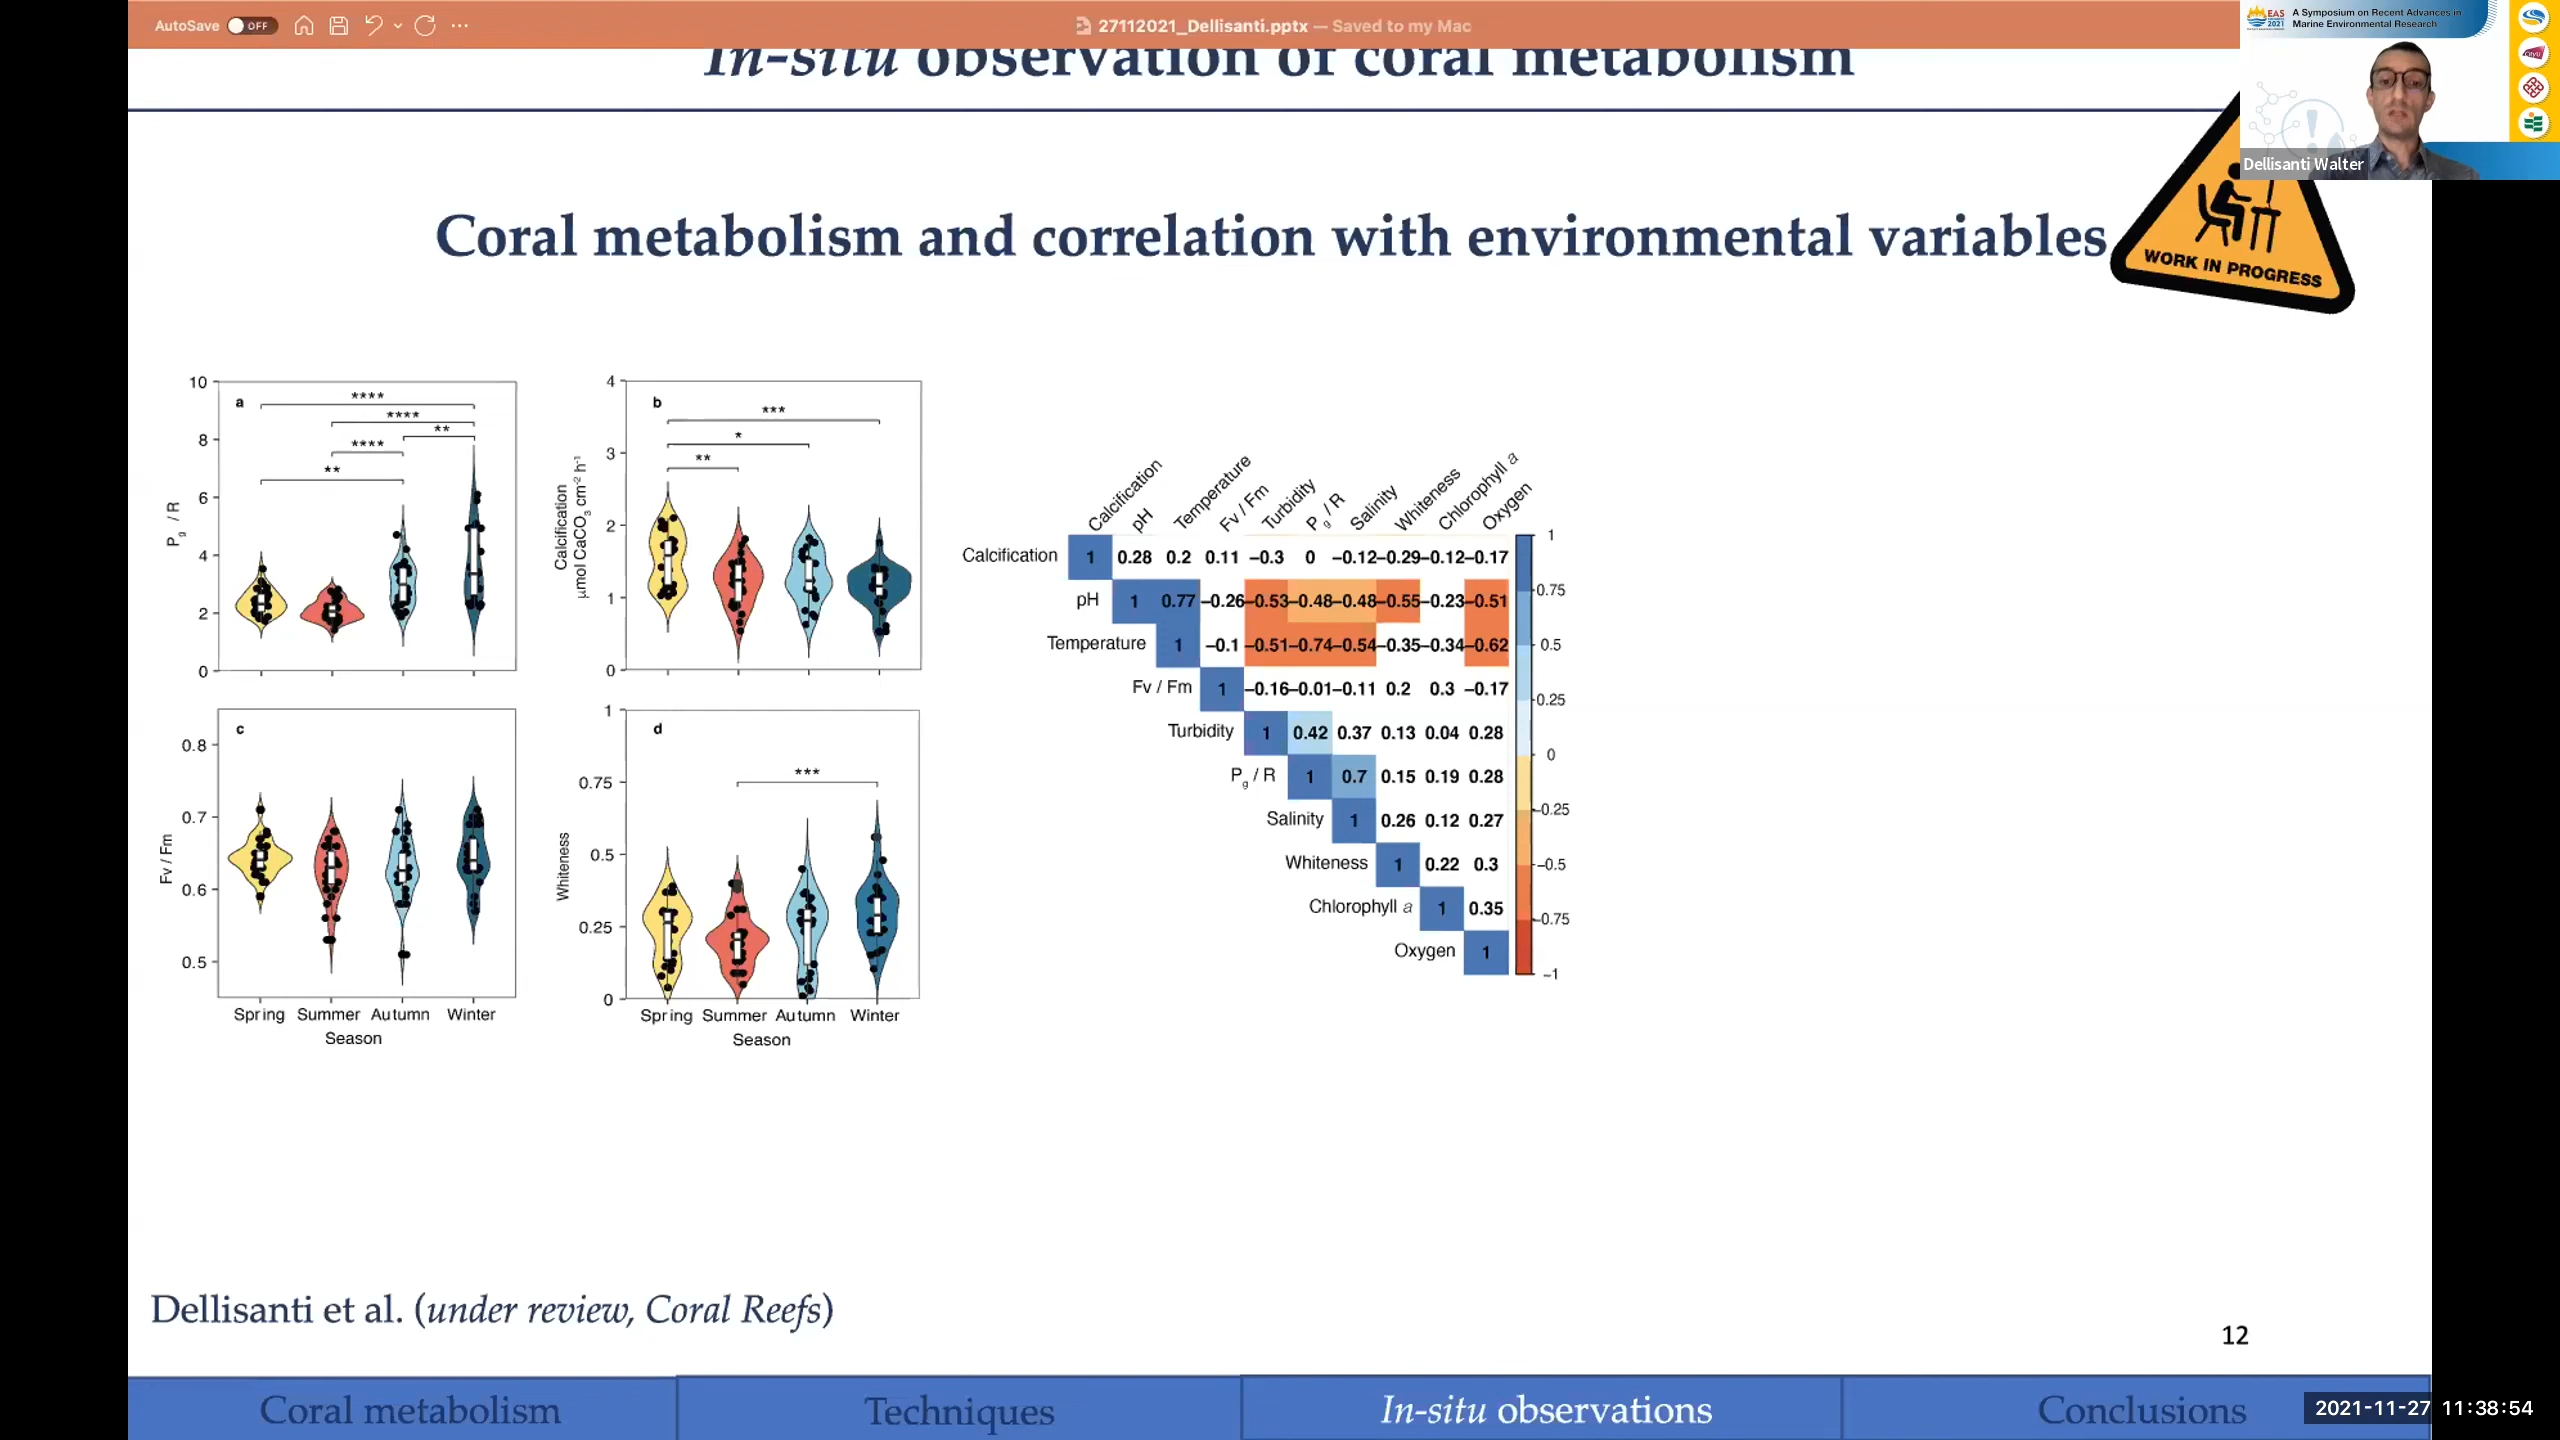 AutoSave OFF
27112021_Dellisanti.pptx — Saved to my Mac
EAS 2021
A Symposium on Recent Advances in
Marine Environmental Research
Dellisanti Walter
In-situ observation of coral metabolism
Coral metabolism and correlation with environmental variables
WORK IN PROGRESS
a
10
8
6
4
2
0
Pg / R
**** **** ** **** **
b
4
3
2
1
0
Calcification
µmol CaCO3 cm-2 h-1
*** * **
c
0.8
0.7
0.6
0.5
Fv / Fm
Spring Summer Autumn Winter
Season
d
1
0.75
0.5
0.25
0
Whiteness
***
Spring Summer Autumn Winter
Season
Calcification pH Temperature Fv / Fm Turbidity Pg / R Salinity Whiteness Chlorophyll a Oxygen
Calcification 1 0.28 0.2 0.11 −0.3 0 −0.12 −0.29 −0.12 −0.17
pH 1 0.77 −0.26 −0.53 −0.48 −0.48 −0.55 −0.23 −0.51
Temperature 1 −0.1 −0.51 −0.74 −0.54 −0.35 −0.34 −0.62
Fv / Fm 1 −0.16 −0.01 −0.11 0.2 0.3 −0.17
Turbidity 1 0.42 0.37 0.13 0.04 0.28
Pg / R 1 0.7 0.15 0.19 0.28
Salinity 1 0.26 0.12 0.27
Whiteness 1 0.22 0.3
Chlorophyll a 1 0.35
Oxygen 1
1
0.75
0.5
0.25
0
−0.25
−0.5
−0.75
−1
Dellisanti et al. (under review, Coral Reefs)
12
Coral metabolism Techniques In-situ observations Conclusions
2021-11-27 11:38:54